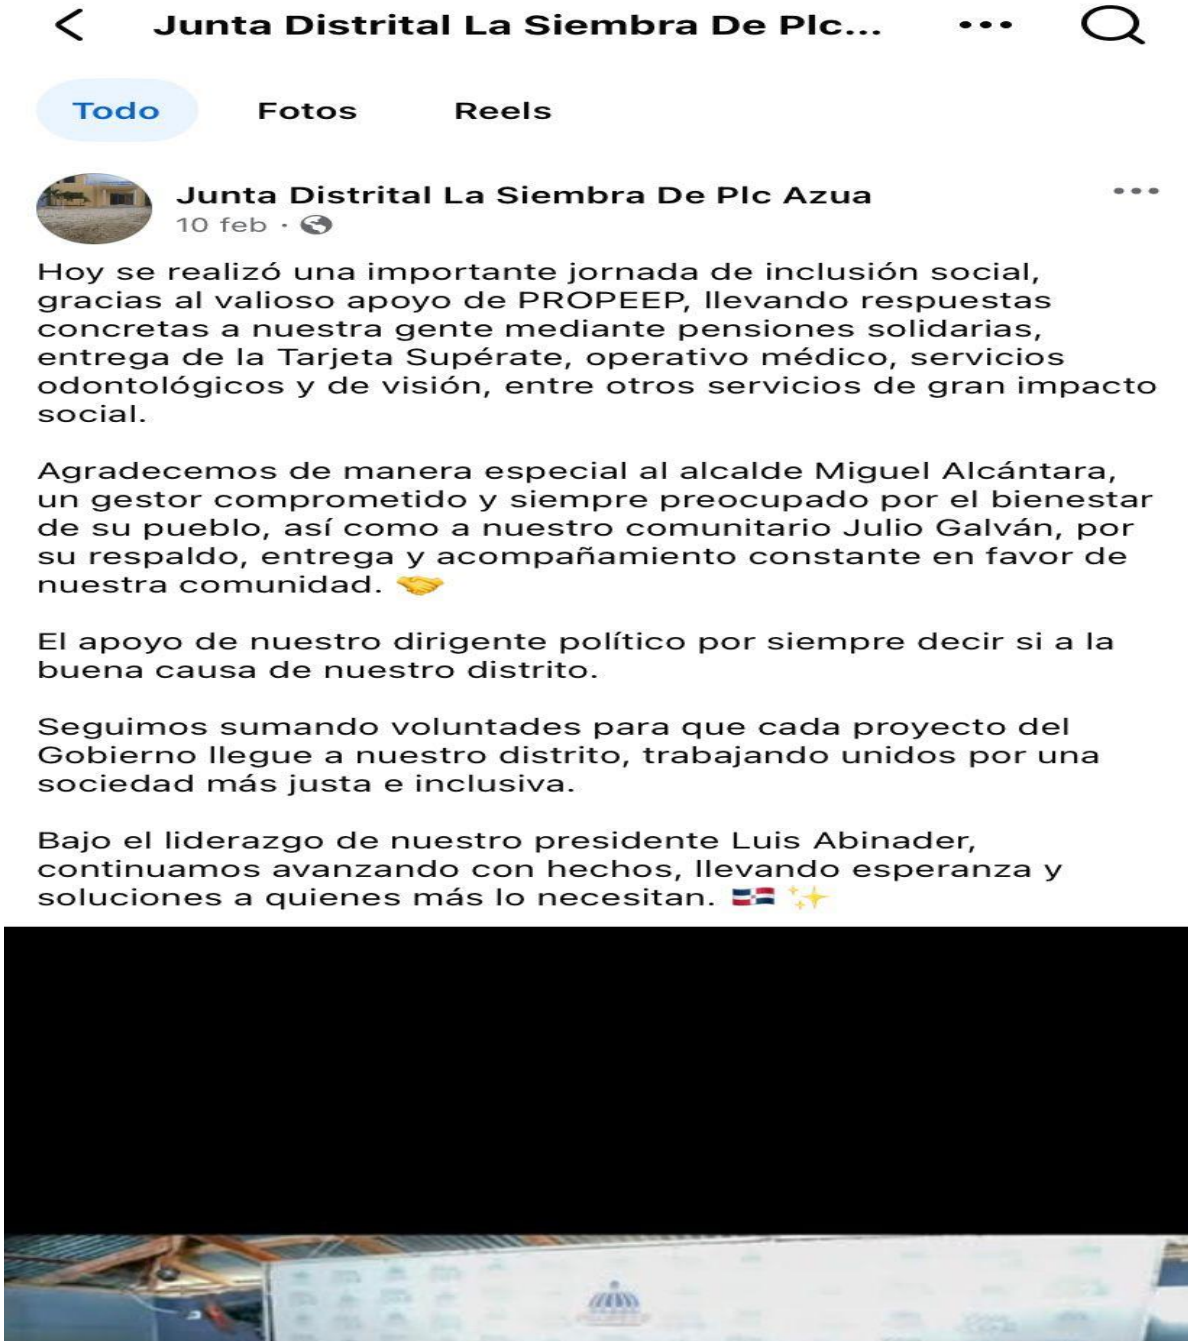 Junta Distrital La Siembra De Plc...
Todo Fotos Reels
Junta Distrital La Siembra De Plc Azua
10 feb ·
Hoy se realizó una importante jornada de inclusión social,
gracias al valioso apoyo de PROPEEP, llevando respuestas
concretas a nuestra gente mediante pensiones solidarias,
entrega de la Tarjeta Supérate, operativo médico, servicios
odontológicos y de visión, entre otros servicios de gran impacto
social.
Agradecemos de manera especial al alcalde Miguel Alcántara,
un gestor comprometido y siempre preocupado por el bienestar
de su pueblo, así como a nuestro comunitario Julio Galván, por
su respaldo, entrega y acompañamiento constante en favor de
nuestra comunidad. 🤝
El apoyo de nuestro dirigente político por siempre decir si a la
buena causa de nuestro distrito.
Seguimos sumando voluntades para que cada proyecto del
Gobierno llegue a nuestro distrito, trabajando unidos por una
sociedad más justa e inclusiva.
Bajo el liderazgo de nuestro presidente Luis Abinader,
continuamos avanzando con hechos, llevando esperanza y
soluciones a quienes más lo necesitan. 🇩🇴 ✨